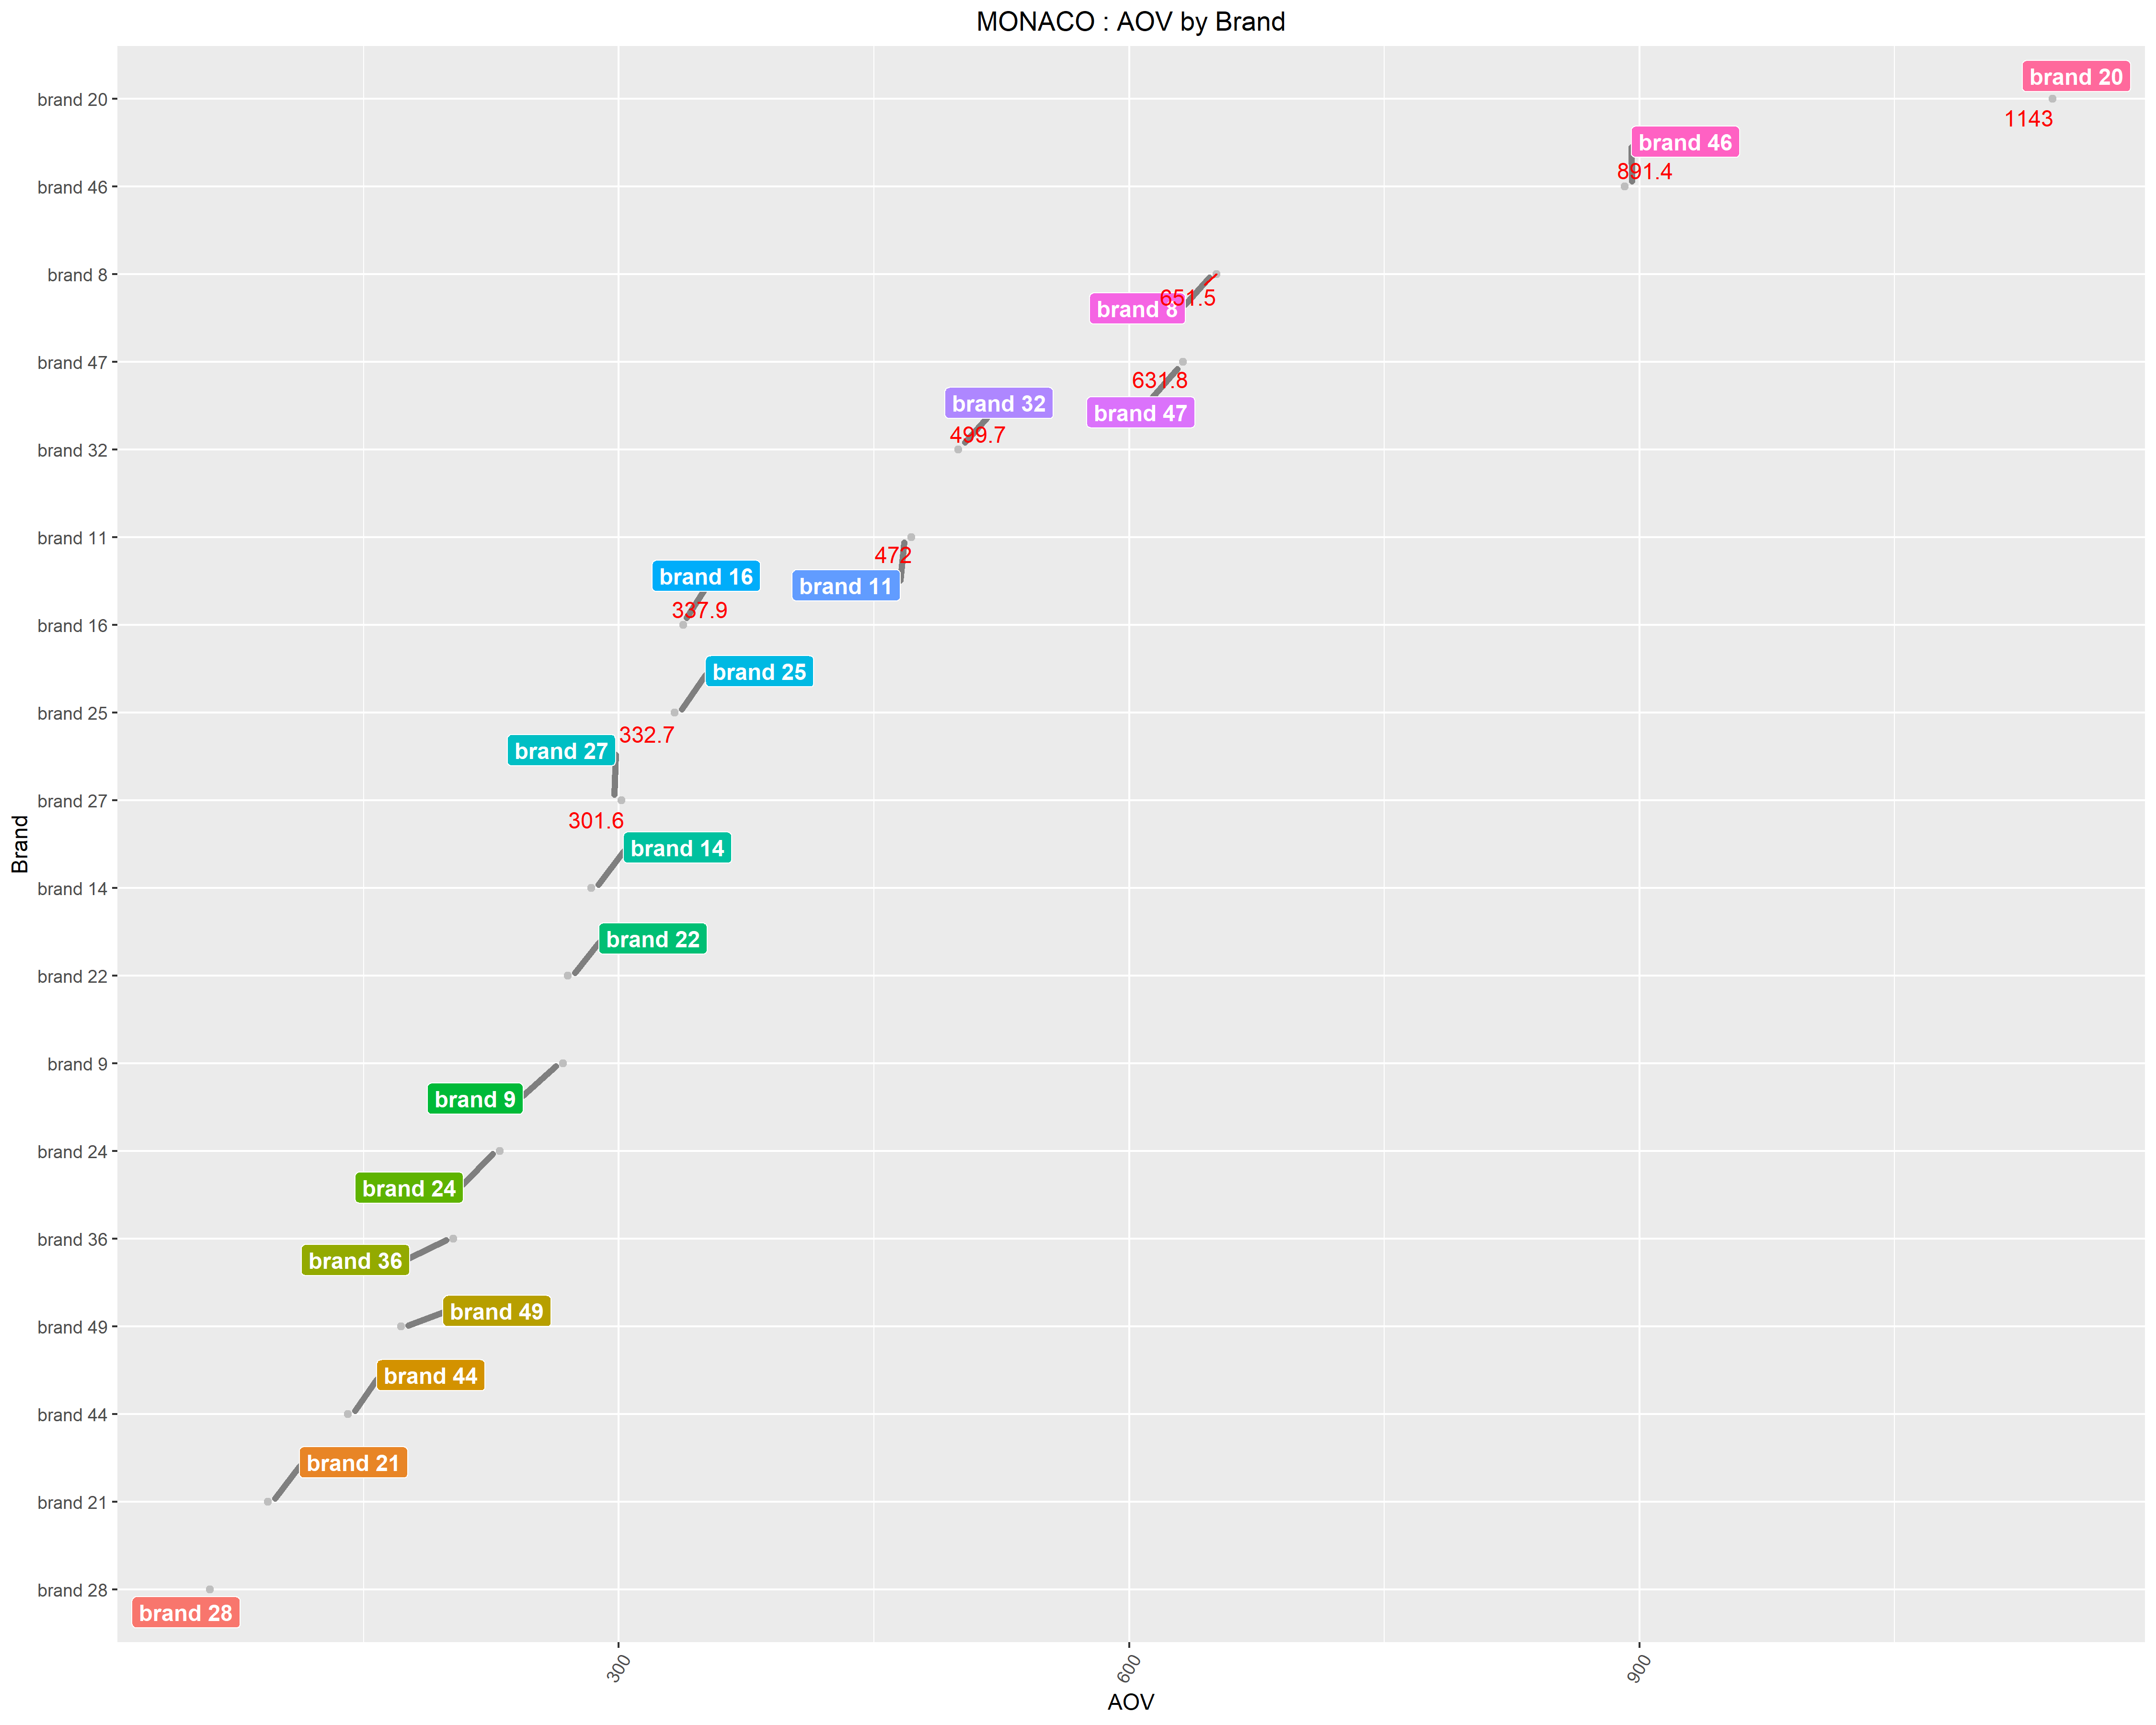 MONACO : AOV by Brand
brand 20
brand 20
1143
brand 46
891.4
brand 46
brand 8
651.5
brand 8
brand 47
631.8
brand 32
brand 47
499.7
brand 32
brand 11
472
brand 16
brand 11
337.9
brand 16
brand 25
brand 25
332.7
brand 27
brand 27
301.6
brand 14
brand 14
brand 22
brand 22
brand 9
brand 9
brand 24
brand 24
brand 36
brand 36
brand 49
brand 49
brand 44
brand 44
brand 21
brand 21
brand 28
brand 28
Brand
300
600
900
AOV